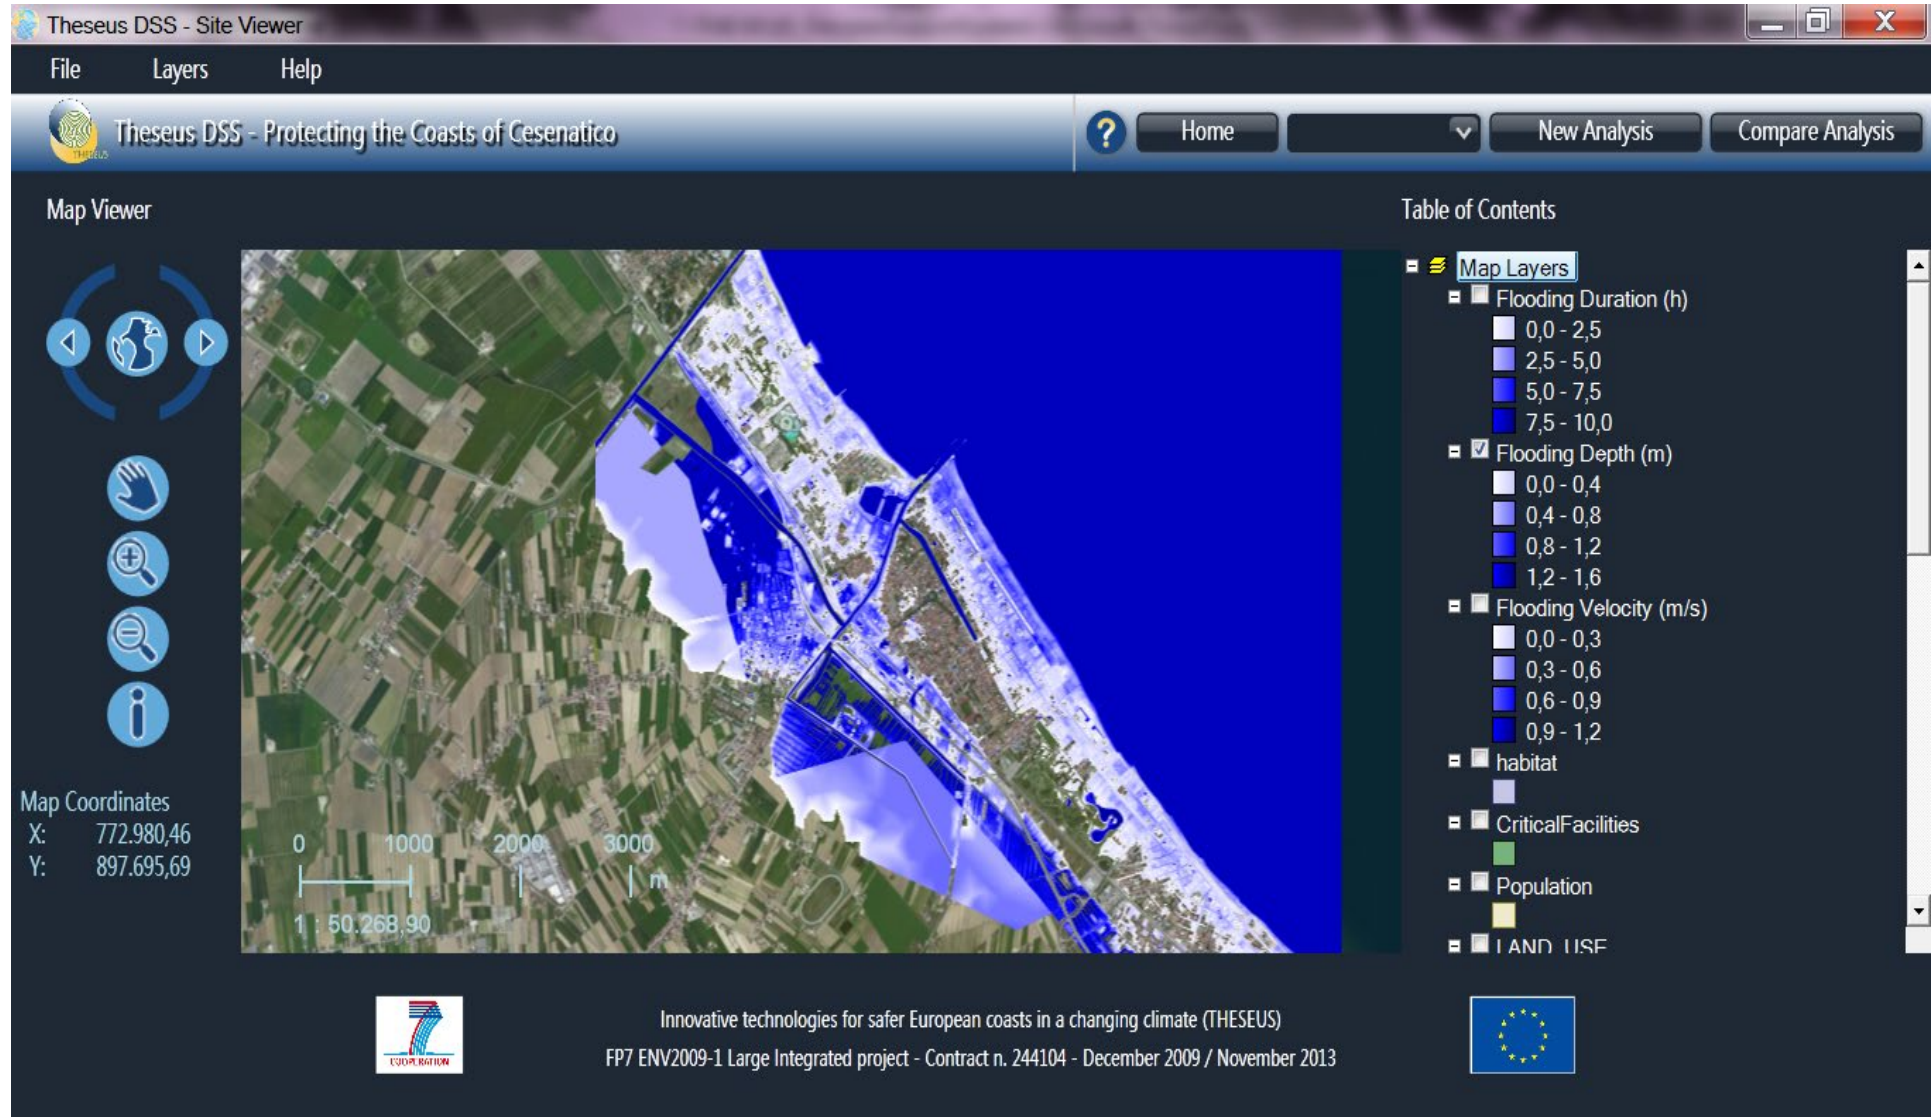 Theseus DSS - Site Viewer
X
File Layers Help
THESEUS
Theseus DSS - Protecting the Coasts of Cesenatico
? Home New Analysis Compare Analysis
Map Viewer
Table of Contents
Map Layers
Flooding Duration (h)
0,0 - 2,5
2,5 - 5,0
5,0 - 7,5
7,5 - 10,0
Flooding Depth (m)
0,0 - 0,4
0,4 - 0,8
0,8 - 1,2
1,2 - 1,6
Flooding Velocity (m/s)
0,0 - 0,3
0,3 - 0,6
0,6 - 0,9
0,9 - 1,2
habitat
CriticalFacilities
Population
LAND_USE
Map Coordinates
X: 772.980,46
Y: 897.695,69
0 1000 2000 3000
m
1 : 50.268,90
7
COOPERATION
Innovative technologies for safer European coasts in a changing climate (THESEUS)
FP7 ENV2009-1 Large Integrated project - Contract n. 244104 - December 2009 / November 2013